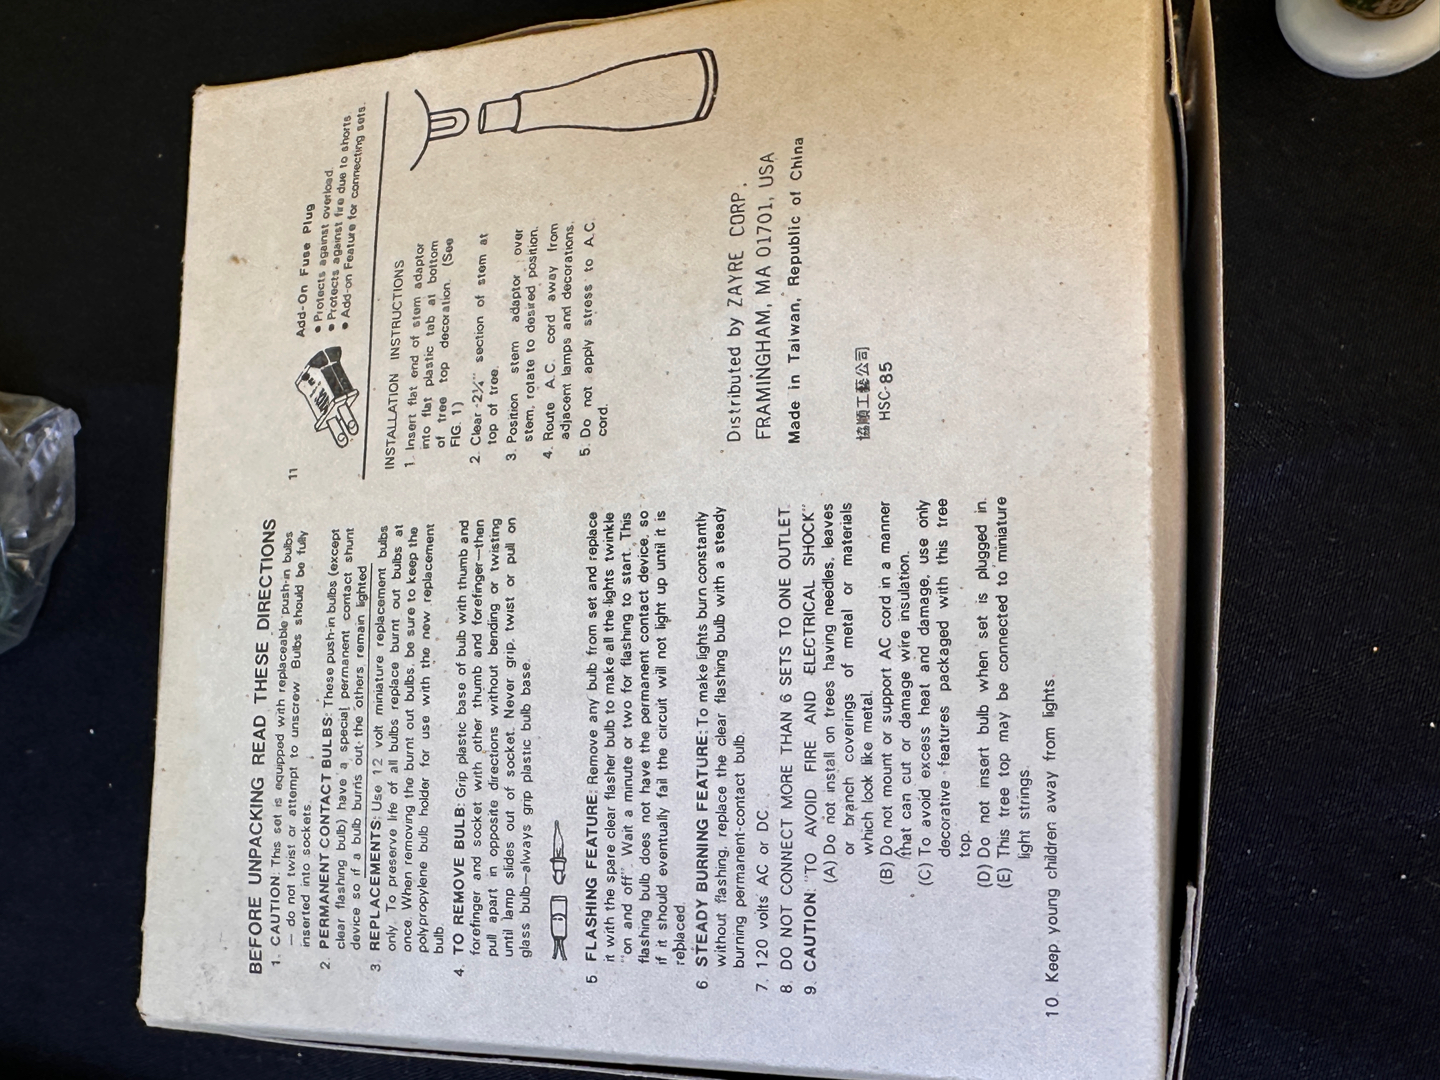 BEFORE UNPACKING READ THESE DIRECTIONS
1. CAUTION: This set is equipped with replaceable push-in bulbs
— do not twist or attempt to unscrew. Bulbs should be fully
inserted into sockets.
2. PERMANENT CONTACT BULBS: These push-in bulbs (except
clear flashing bulb) have a special permanent contact shunt
device so if a bulb burns out the others remain lighted
3. REPLACEMENTS: Use 12 volt miniature replacement bulbs
only. To preserve life of all bulbs replace burnt out bulbs at
once. When removing the burnt out bulbs, be sure to keep the
polypropylene bulb holder for use with the new replacement
bulb
4. TO REMOVE BULB: Grip plastic base of bulb with thumb and
forefinger and socket with other thumb and forefinger—then
pull apart in opposite directions without bending or twisting
until lamp slides out of socket. Never grip, twist or pull on
glass bulb—always grip plastic bulb base.
5 FLASHING FEATURE: Remove any bulb from set and replace
it with the spare clear flasher bulb to make all the lights twinkle
"on and off". Wait a minute or two for flashing to start. This
flashing bulb does not have the permanent contact device, so
if it should eventually fail the circuit will not light up until it is
replaced.
6 STEADY BURNING FEATURE: To make lights burn constantly
without flashing, replace the clear flashing bulb with a steady
burning permanent-contact bulb.
7. 120 volts AC or DC.
8. DO NOT CONNECT MORE THAN 6 SETS TO ONE OUTLET.
9. CAUTION: "TO AVOID FIRE AND ELECTRICAL SHOCK"
(A) Do not install on trees having needles, leaves
or branch coverings of metal or materials
which look like metal.
(B) Do not mount or support AC cord in a manner
that can cut or damage wire insulation.
(C) To avoid excess heat and damage, use only
decorative features packaged with this tree
top.
(D) Do not insert bulb when set is plugged in.
(E) This tree top may be connected to miniature
light strings.
10. Keep young children away from lights.
11
Add-On Fuse Plug
● Protects against overload.
● Protects against fire due to shorts.
● Add-on Feature for connecting sets.
INSTALLATION INSTRUCTIONS
1. Insert flat end of stem adaptor
into flat plastic tab at bottom
of tree top decoration. (See
FIG. 1)
2. Clear -2¼" section of stem at
top of tree.
3. Position stem adaptor over
stem, rotate to desired position.
4. Route A.C. cord away from
adjacent lamps and decorations.
5. Do not apply stress to A.C.
cord.
Distributed by ZAYRE CORP.
FRAMINGHAM, MA 01701, USA
Made in Taiwan, Republic of China
協順工藝公司
HSC-85